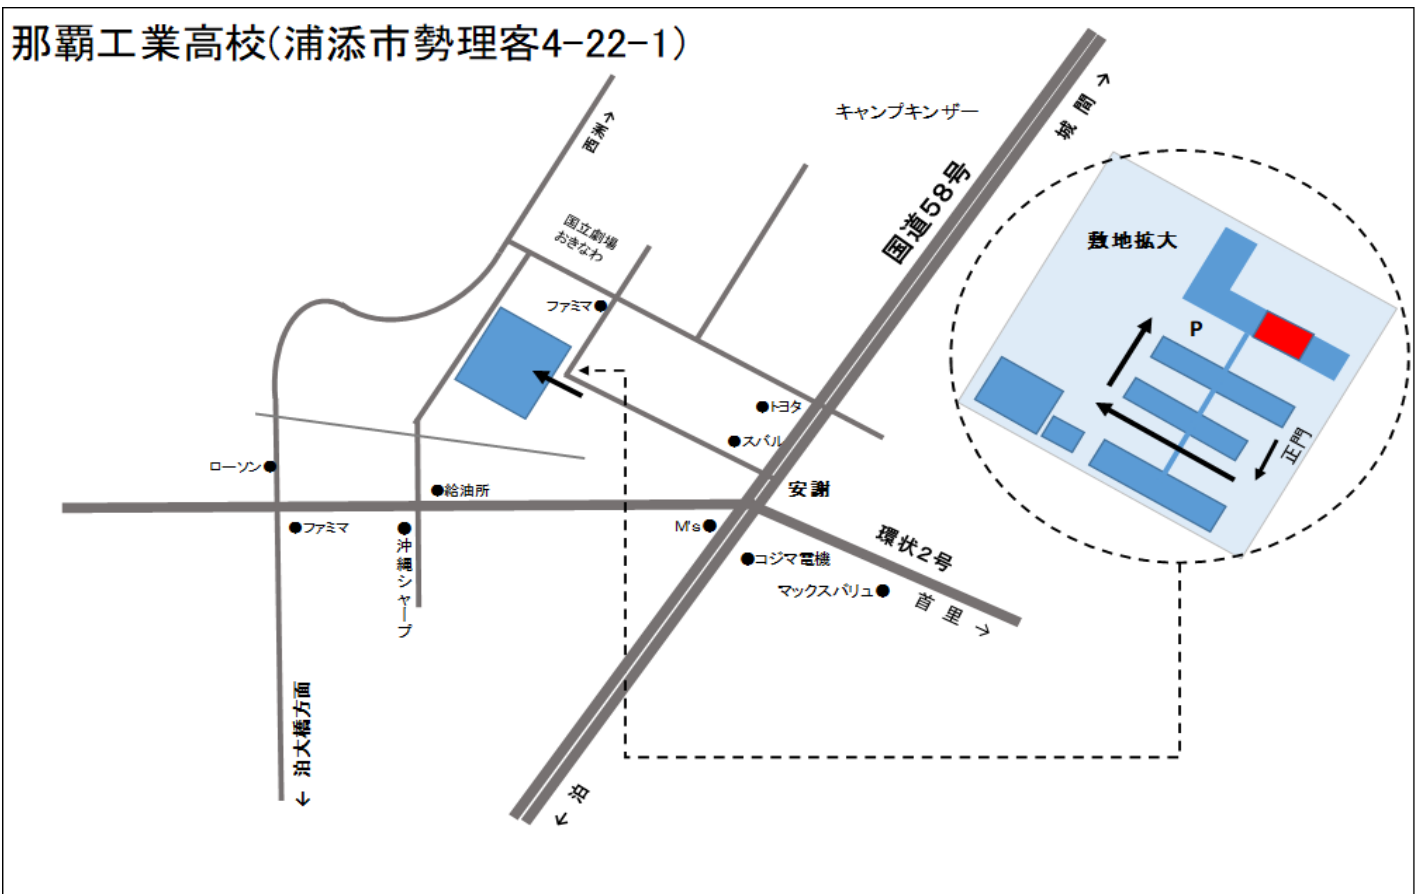 那覇工業高校(浦添市勢理客4-22-1)
キャンプキンザー
城間→
西洲→
国道58号
国立劇場
おきなわ
敷地拡大
ファミマ
P
トヨタ
スバル
正門
ローソン
給油所
安謝
ファミマ
沖縄シャープ
M's
コジマ電機
環状2号
マックスバリュ
首里→
泊大橋方面
←
←泊